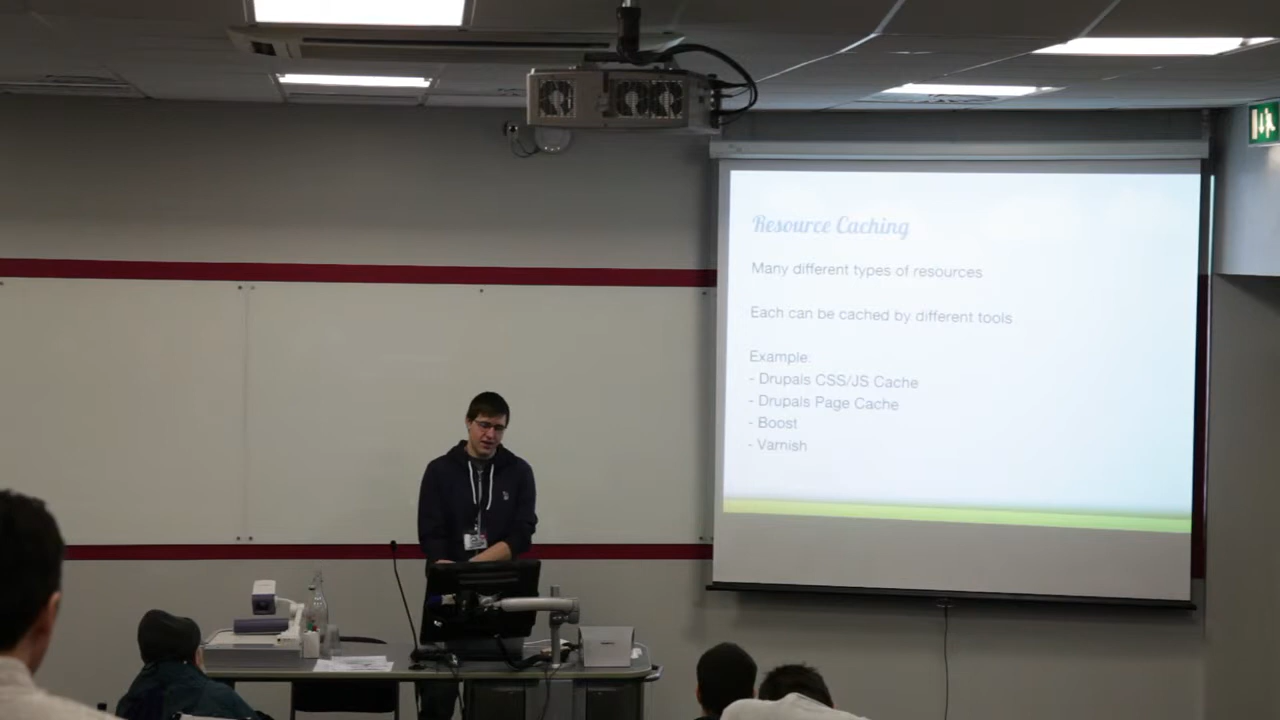 Resource Caching
Many different types of resources
Each can be cached by different tools
Example:
- Drupals CSS/JS Cache
- Drupals Page Cache
- Boost
- Varnish